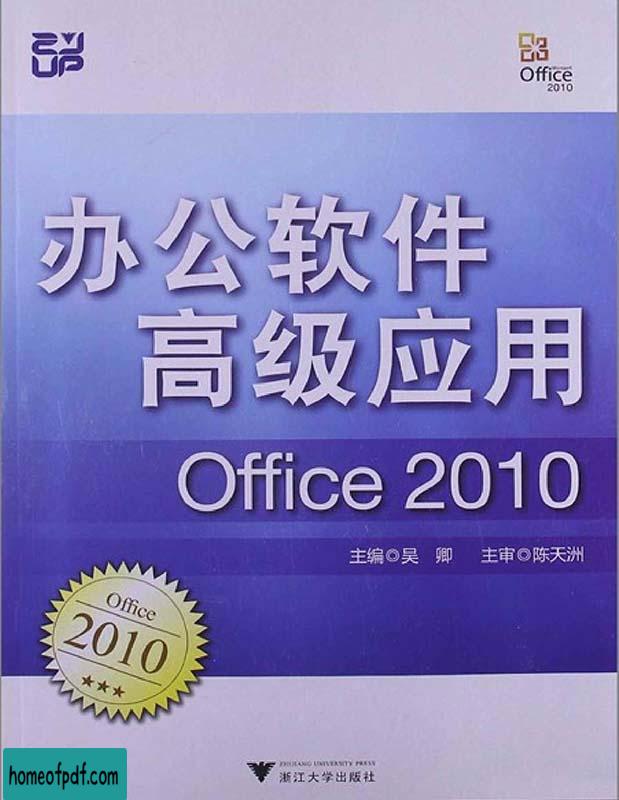 ZJUP
Microsoft
Office
2010
办公软件
高级应用
Office 2010
主编◎吴 卿 主审◎陈天洲
Office
2010
★★★
ZHEJIANG UNIVERSITY PRESS
浙江大学出版社
homeofpdf.com